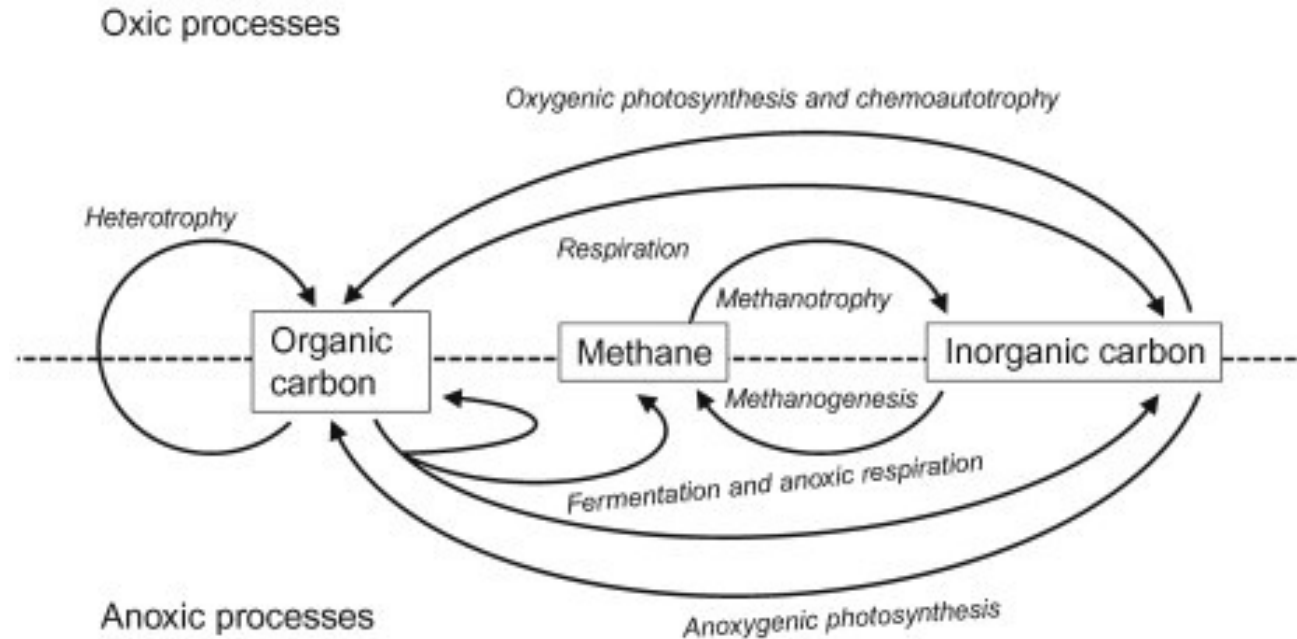 Oxic processes
Oxygenic photosynthesis and chemoautotrophy
Heterotrophy
Respiration
Methanotrophy
Organic
carbon
Methane
Inorganic carbon
Methanogenesis
Fermentation and anoxic respiration
Anoxic processes
Anoxygenic photosynthesis